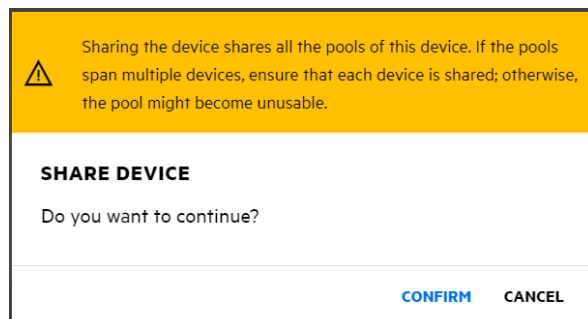 Sharing the device shares all the pools of this device. If the pools
span multiple devices, ensure that each device is shared; otherwise,
the pool might become unusable.
SHARE DEVICE
Do you want to continue?
CONFIRM CANCEL